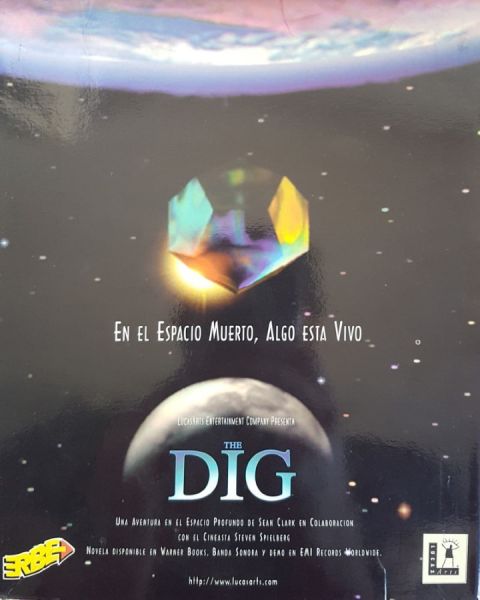 En el Espacio Muerto, Algo esta Vivo
LucasArts Entertainment Company Presenta
THE
DIG
Una Aventura en el Espacio Profundo de Sean Clark en Colaboracion
con el Cineasta Steven Spielberg
Novela disponible en Warner Books, Banda Sonora y demo en EMI Records Worldwide.
ERBE
http://www.lucasarts.com
LUCAS
Arts